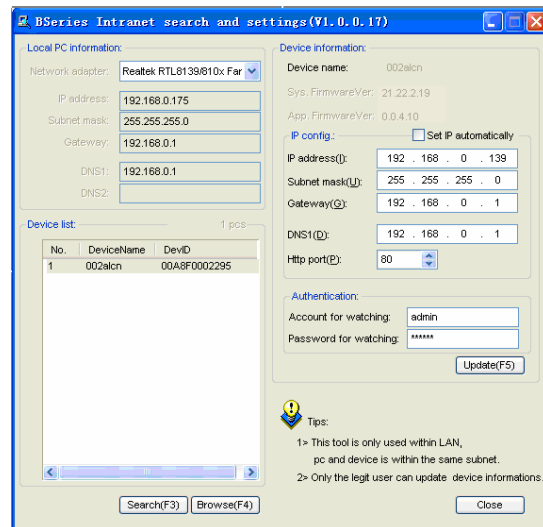 BSeries Intranet search and settings(V1.0.0.17)
Local PC information:
Network adapter: Realtek RTL8139/810x Far
IP address: 192.168.0.175
Subnet mask: 255.255.255.0
Gateway: 192.168.0.1
DNS1: 192.168.0.1
DNS2:
Device list: 1 pcs
No. DeviceName DevID
1 002alcn 00A8F0002295
Search(F3) Browse(F4)
Device information:
Device name: 002alcn
Sys. FirmwareVer: 21.22.2.19
App. FirmwareVer: 0.0.4.10
IP config.: Set IP automatically
IP address(I): 192 . 168 . 0 . 139
Subnet mask(U): 255 . 255 . 255 . 0
Gateway(G): 192 . 168 . 0 . 1
DNS1(D): 192 . 168 . 0 . 1
Http port(P): 80
Authentication:
Account for watching: admin
Password for watching: ******
Update(F5)
Tips:
1> This tool is only used within LAN,
pc and device is within the same subnet.
2> Only the legit user can update device informations.
Close